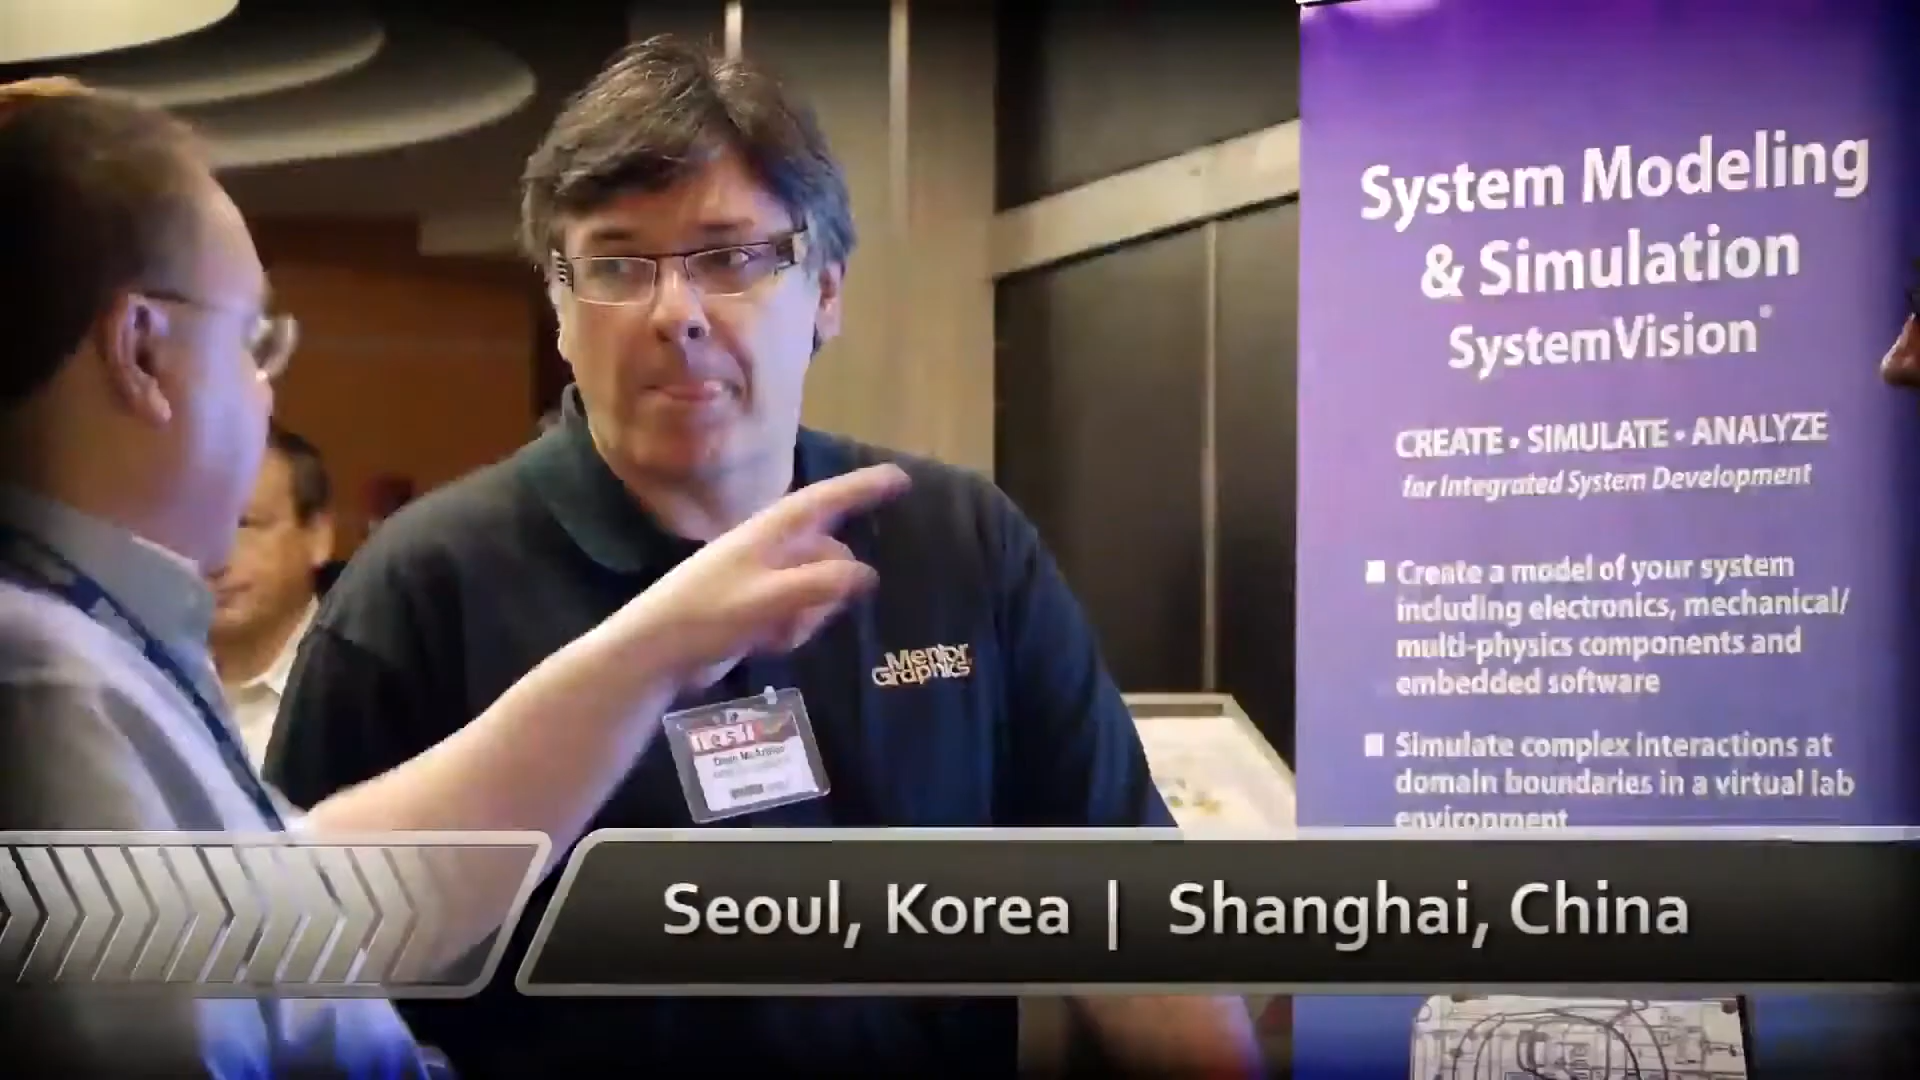 System Modeling
& Simulation
SystemVision®
CREATE • SIMULATE • ANALYZE
for Integrated System Development
■ Create a model of your system
including electronics, mechanical/
multi-physics components and
embedded software
■ Simulate complex interactions at
domain boundaries in a virtual lab
environment
Mentor
Graphics
Seoul, Korea | Shanghai, China